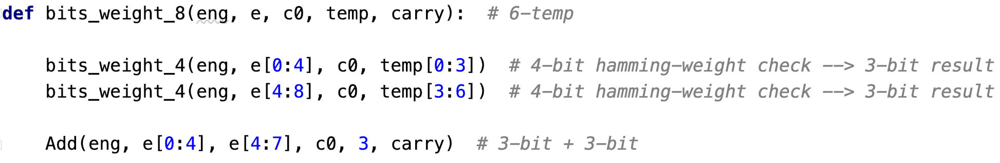 def bits_weight_8(eng, e, c0, temp, carry):  # 6-temp
    bits_weight_4(eng, e[0:4], c0, temp[0:3])  # 4-bit hamming-weight check --> 3-bit result
    bits_weight_4(eng, e[4:8], c0, temp[3:6])  # 4-bit hamming-weight check --> 3-bit result
    Add(eng, e[0:4], e[4:7], c0, 3, carry)  # 3-bit + 3-bit